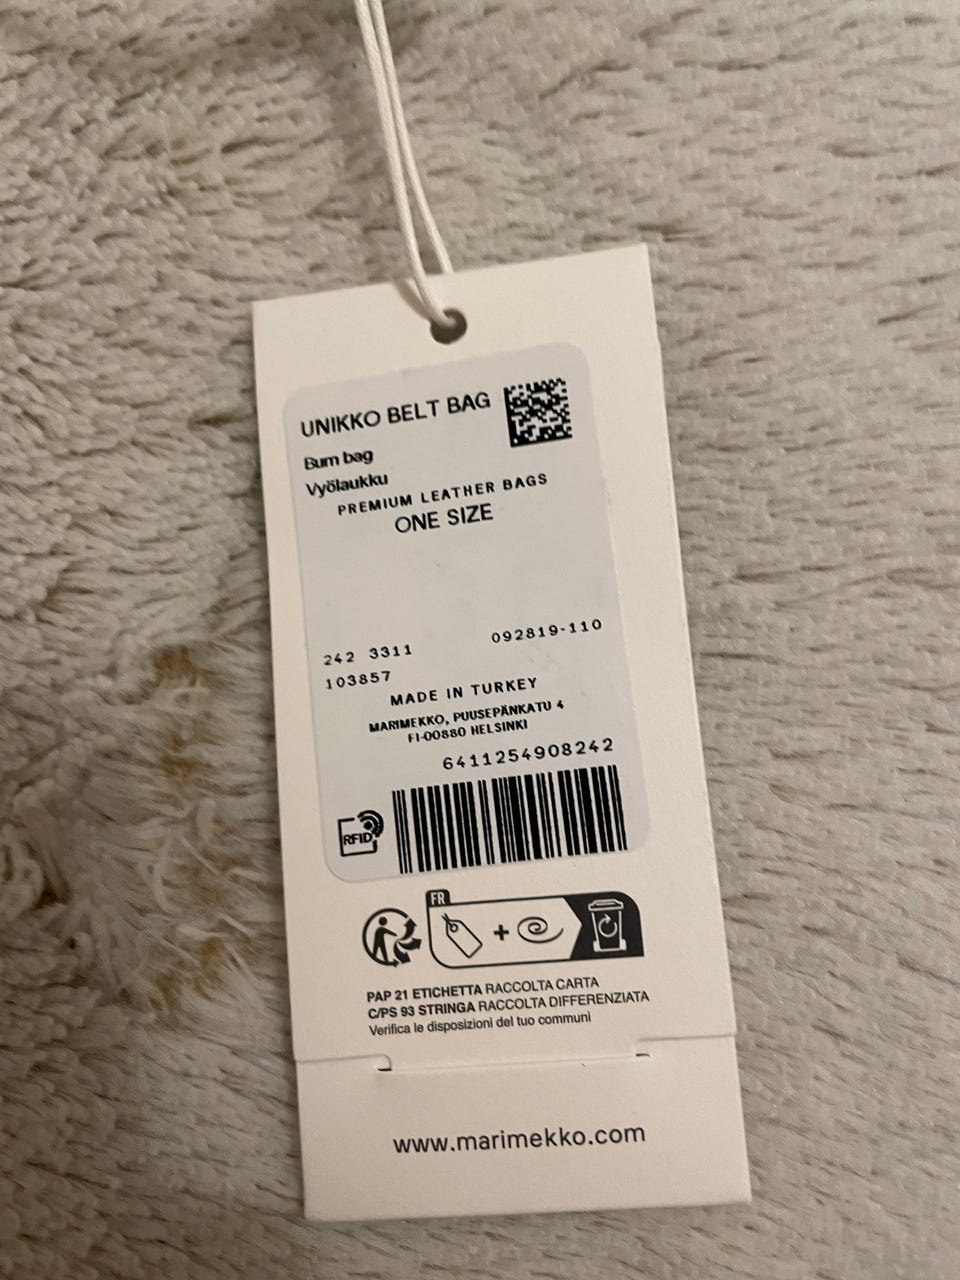 UNIKKO BELT BAG
Bum bag
Vyölaukku
PREMIUM LEATHER BAGS
ONE SIZE
242 3311 092819-110
103857
MADE IN TURKEY
MARIMEKKO, PUUSEPÄNKATU 4
FI-00880 HELSINKI
6411254908242
RFID
FR
PAP 21 ETICHETTA RACCOLTA CARTA
C/PS 93 STRINGA RACCOLTA DIFFERENZIATA
Verifica le disposizioni del tuo communi
www.marimekko.com